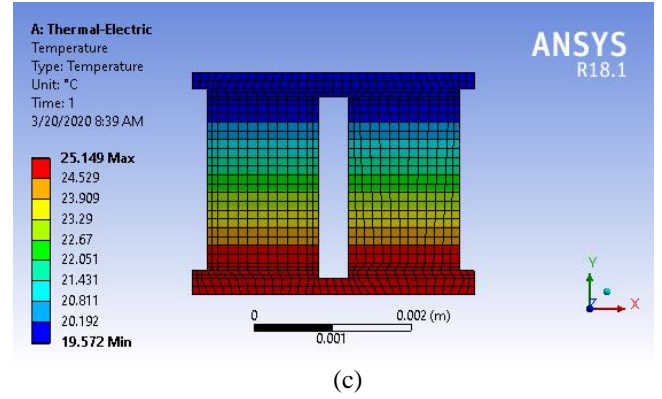 A: Thermal-Electric
Temperature
Type: Temperature
Unit: °C
Time: 1
3/20/2020 8:39 AM
ANSYS
R18.1
25.149 Max
24.529
23.909
23.29
22.67
22.051
21.431
20.811
20.192
19.572 Min
0
0.002 (m)
0.001
Y
Z
X
(c)